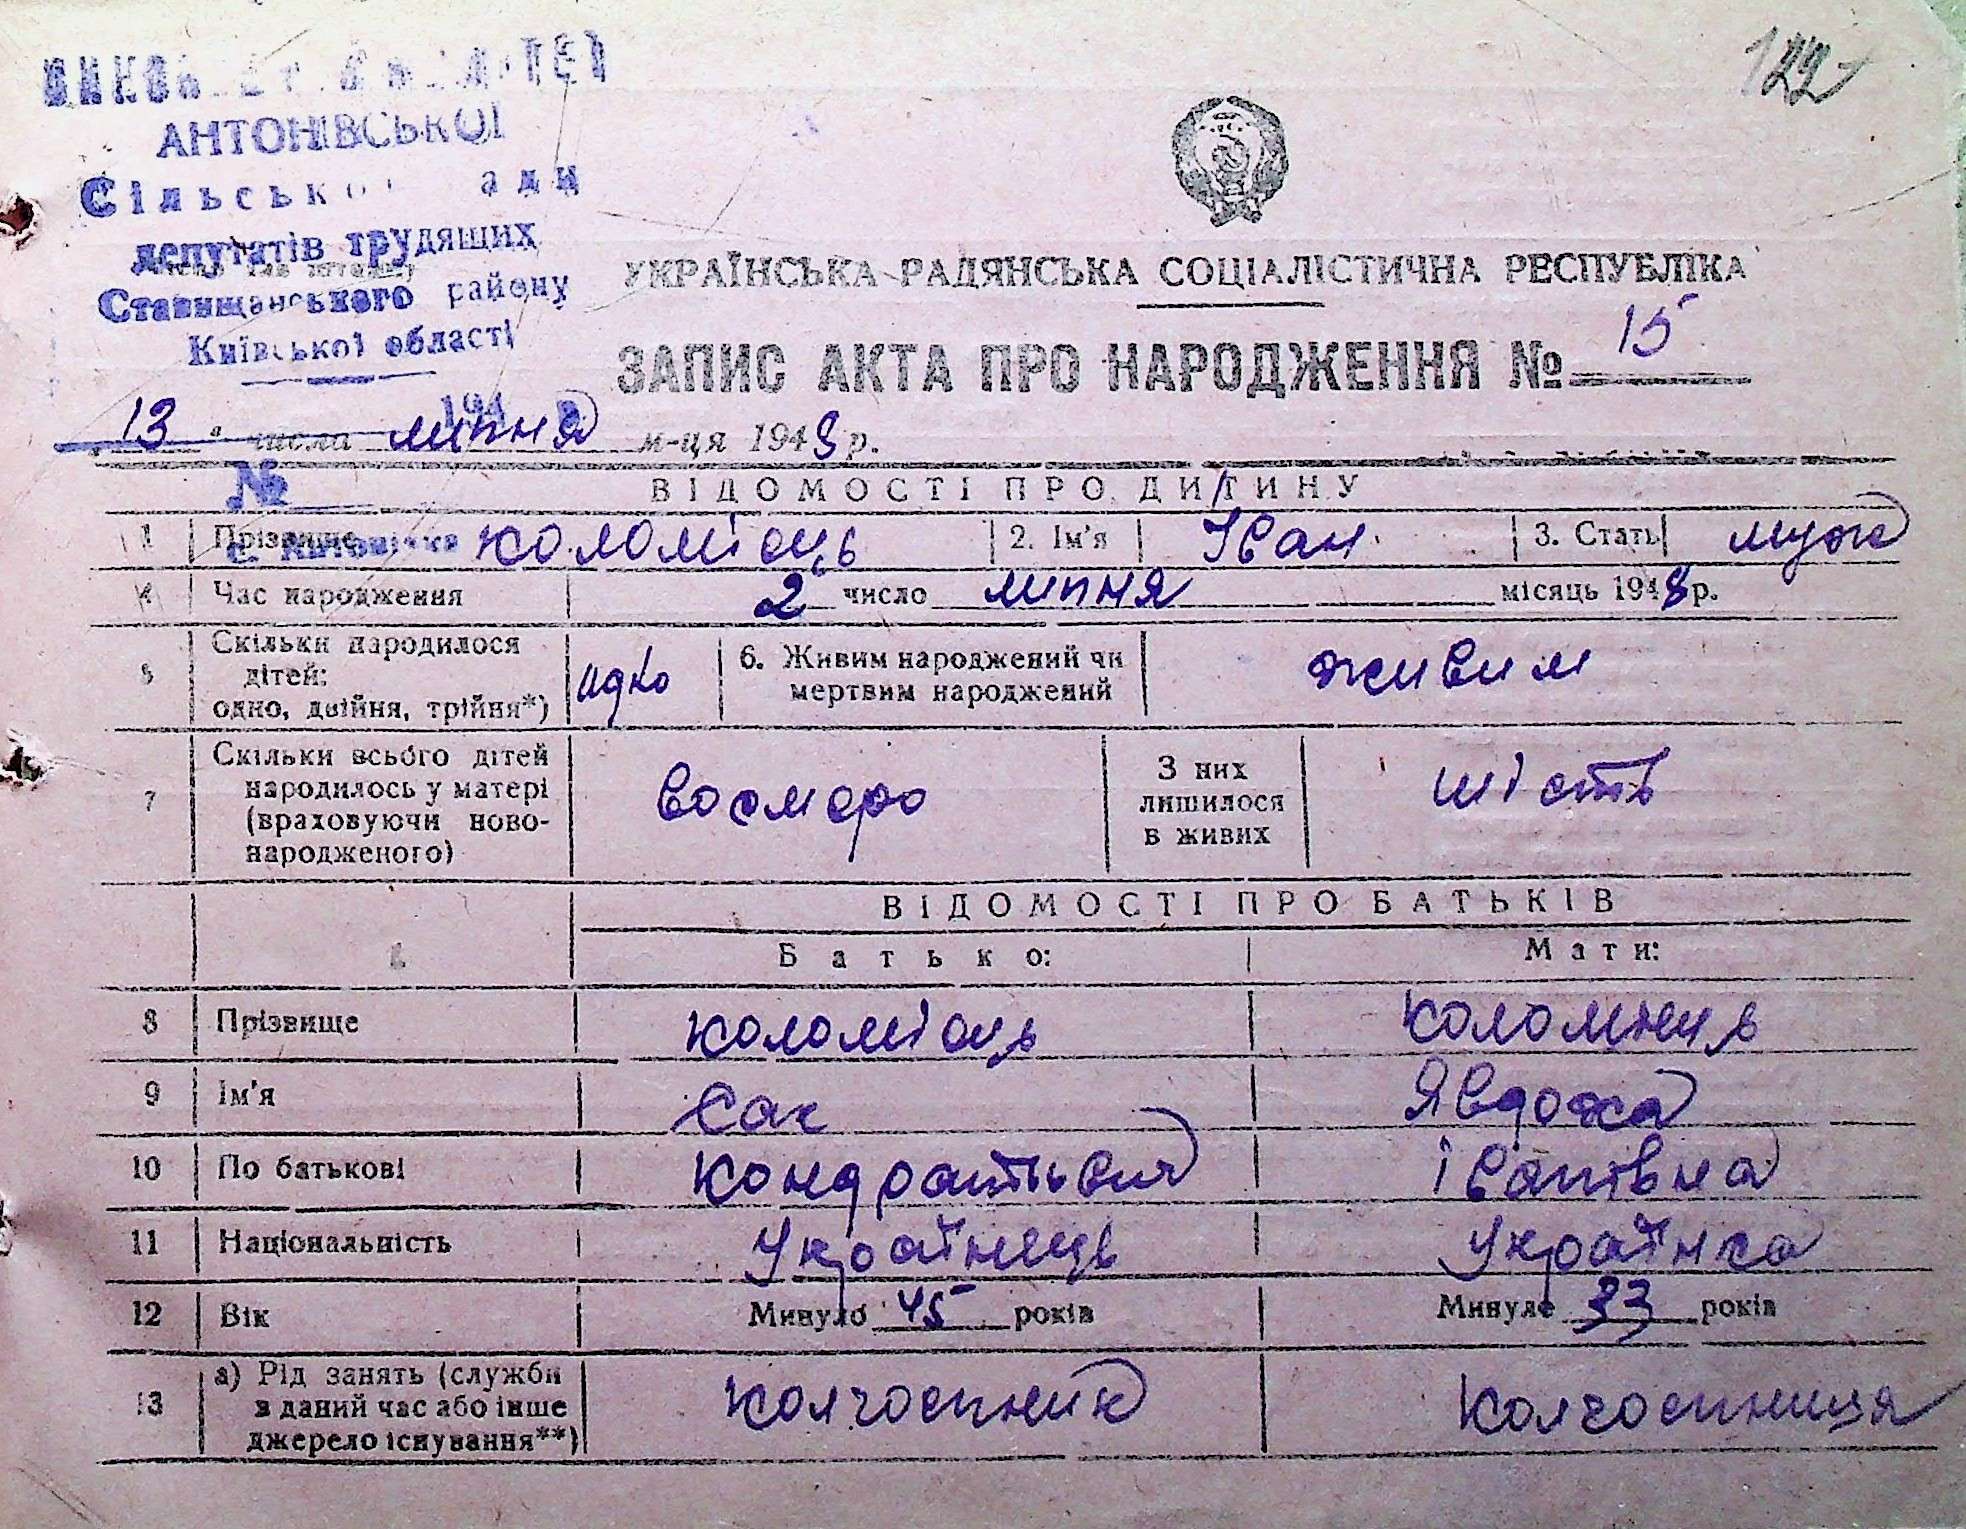 122
АНТОНІВСЬКОЇ
Сільської ради
депутатів трудящих
Ставищанського району
Київської області
УКРАЇНСЬКА РАДЯНСЬКА СОЦІАЛІСТИЧНА РЕСПУБЛІКА
ЗАПИС АКТА ПРО НАРОДЖЕННЯ № 15
13 числа липня м-ця 1948 р.
№
ВІДОМОСТІ ПРО ДИТИНУ
1 Прізвище Коломієць 2. Ім'я Іван 3. Стать муж
Час народження 2 число липня місяць 1948 р.
5 Скільки народилося дітей: одно, двійня, трійня*) 6. Живим народжений чи мертвим народжений живим
7 Скільки всього дітей народилось у матері (враховуючи новонародженого) восмеро З них лишилося в живих шість
ВІДОМОСТІ ПРО БАТЬКІВ
Батько: Мати:
8 Прізвище Коломієць Коломієць
9 Ім'я Сак Явдоха
10 По батькові Кондратьевич Іванівна
11 Національність Українець Українка
12 Вік Минуло 45 років Минуло 33 років
13 а) Рід занять (служби в даний час або інше джерело існування**) Колгоспник Колгоспниця